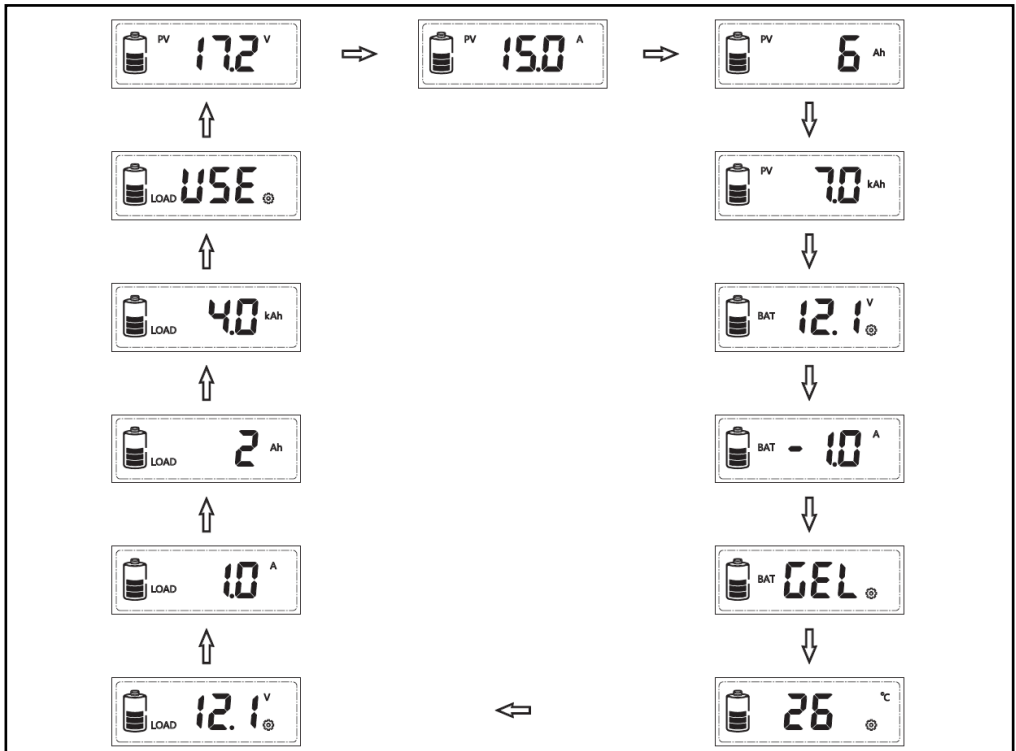 PV 17.2 V
PV 15.0 A
PV 6 Ah
PV 7.0 kAh
BAT 12.1 V
BAT - 1.0 A
BAT GEL
26 °C
LOAD 12.1 V
LOAD 1.0 A
LOAD 2 Ah
LOAD 4.0 kAh
LOAD USE